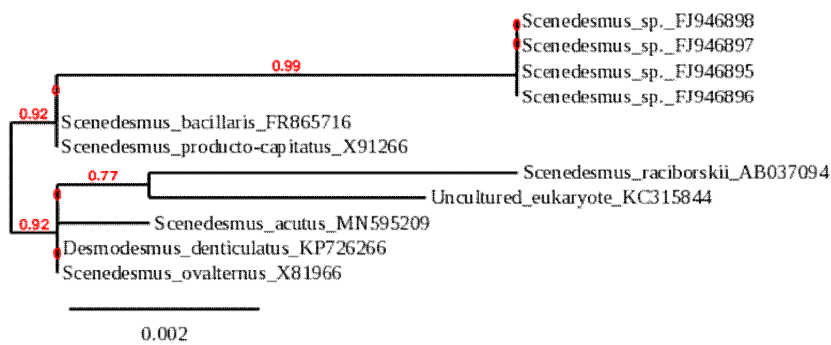 Scenedesmus_sp._FJ946898
Scenedesmus_sp._FJ946897
0.99
Scenedesmus_sp._FJ946895
Scenedesmus_sp._FJ946896
0.92
Scenedesmus_bacillaris_FR865716
Scenedesmus_producto-capitatus_X91266
0.77
Scenedesmus_raciborskii_AB037094
Uncultured_eukaryote_KC315844
0.92
Scenedesmus_acutus_MN595209
Desmodesmus_denticulatus_KP726266
Scenedesmus_ovalternus_X81966
0.002